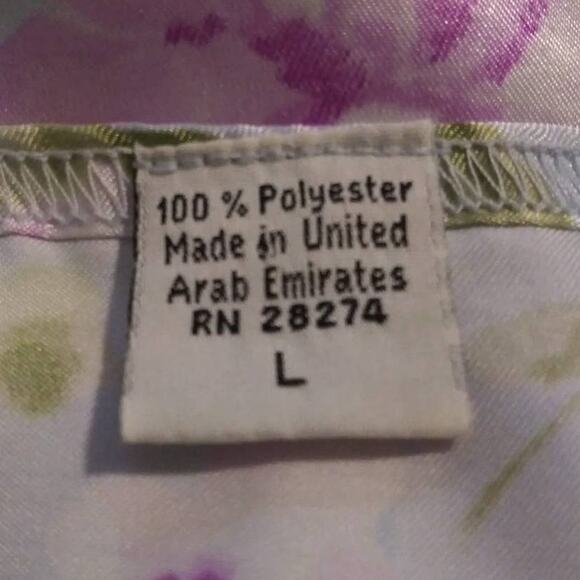 100 % Polyester
Made in United
Arab Emirates
RN 28274
L